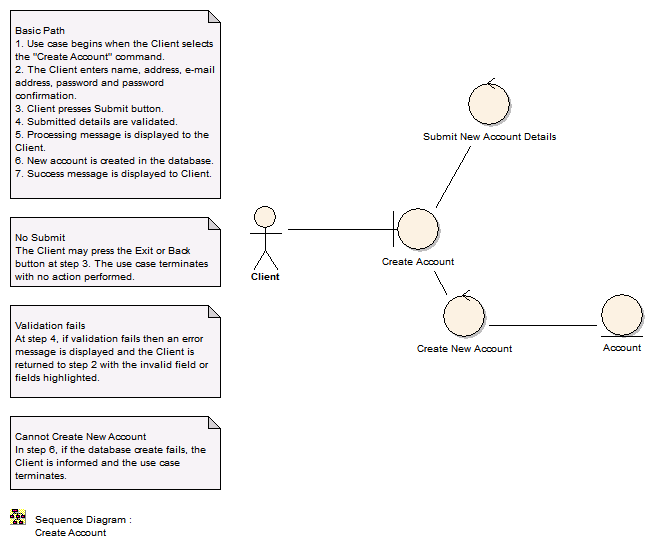 Basic Path
1. Use case begins when the Client selects
the "Create Account" command.
2. The Client enters name, address, e-mail
address, password and password
confirmation.
3. Client presses Submit button.
4. Submitted details are validated.
5. Processing message is displayed to the
Client.
6. New account is created in the database.
7. Success message is displayed to Client.
No Submit
The Client may press the Exit or Back
button at step 3. The use case terminates
with no action performed.
Validation fails
At step 4, if validation fails then an error
message is displayed and the Client is
returned to step 2 with the invalid field or
fields highlighted.
Cannot Create New Account
In step 6, if the database create fails, the
Client is informed and the use case
terminates.
Sequence Diagram :
Create Account
Submit New Account Details
Client
Create Account
Create New Account
Account